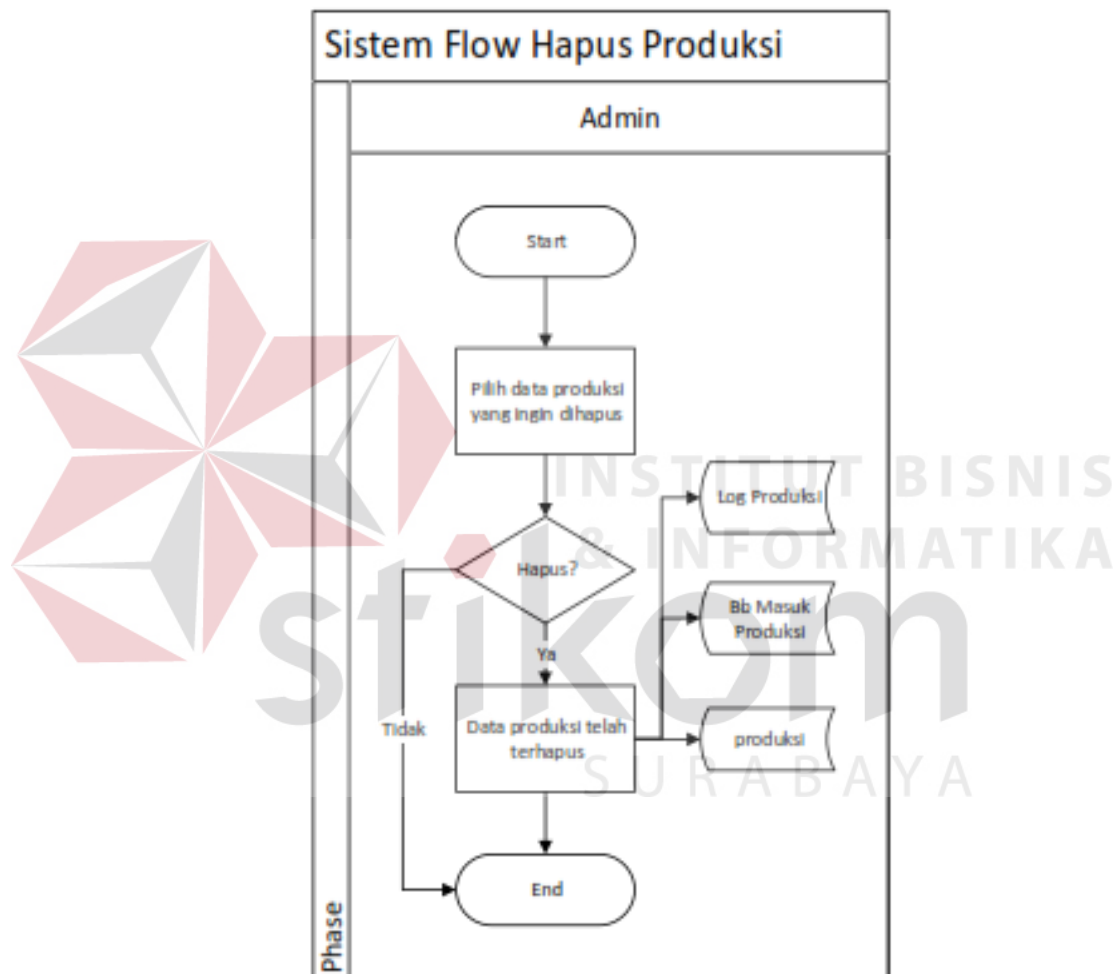 Sistem Flow Hapus Produksi
Admin
Phase
Start
Pilih data produksi
yang ingin dihapus
Hapus?
Ya
Tidak
Data produksi telah
terhapus
Log Produksi
Bb Masuk
Produksi
produksi
End
INSTITUT BISNIS
& INFORMATIKA
stikom
SURABAYA